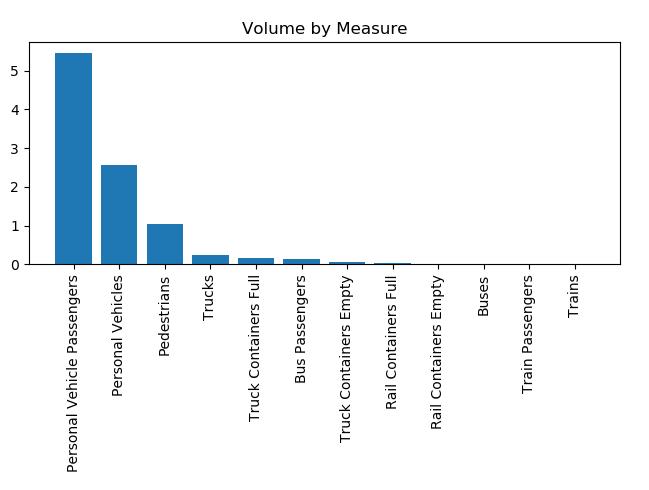 Volume by Measure
5
4
3
2
1
0
Personal Vehicle Passengers
Personal Vehicles
Pedestrians
Trucks
Truck Containers Full
Bus Passengers
Truck Containers Empty
Rail Containers Full
Rail Containers Empty
Buses
Train Passengers
Trains